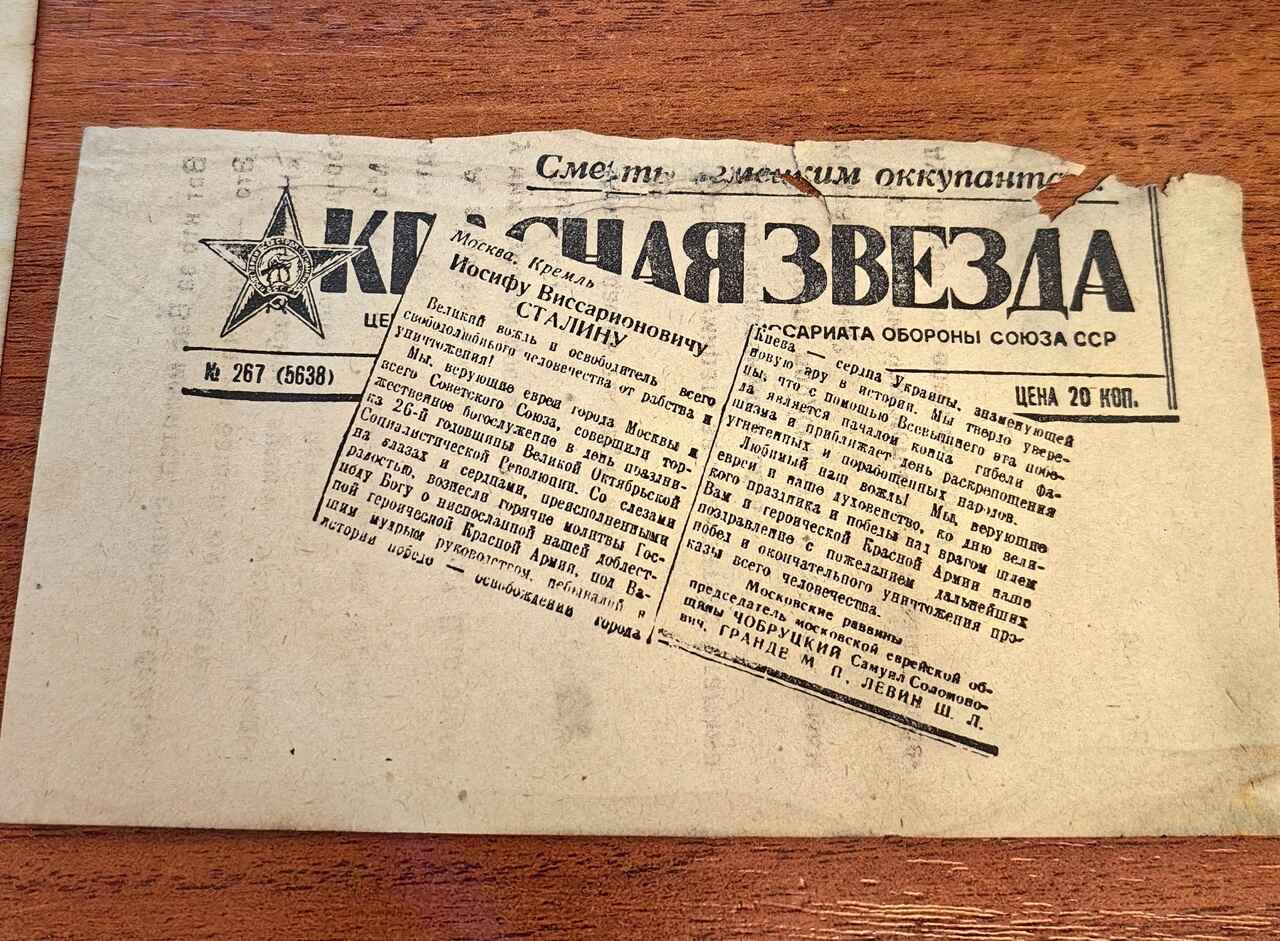 Смерть немецким оккупантам.
КРАСНАЯ ЗВЕЗДА
ЦЕ
ИССАРИАТА ОБОРОНЫ СОЮЗА ССР
№ 267 (5638)
ЦЕНА 20 КОП.
Москва, Кремль
Иосифу Виссарионовичу
СТАЛИНУ
Великий вождь и освободитель всего
свободолюбивого человечества от рабства и
уничтожения!
Мы, верующие евреи города Москвы и
всего Советского Союза, совершили тор-
жественное богослужение в день праздни-
ка 26-й годовщины Великой Октябрьской
Социалистической Революции. Со слезами
на глазах и сердцами, преисполненными
радостью, вознесли горячие молитвы Гос-
поду Богу о ниспосланной нашей доблест-
ной героической Красной Армии, под Ва-
шим мудрым руководством, небывалой в
истории победе — освобождении города
Киева — сердца Украины, знаменующей
новую эру в истории. Мы твердо увере-
ны, что с помощью Всевышнего эта побе-
да является началом конца гибели фа-
шизма и приближает день раскрепощения
угнетенных и порабощенных народов.
Любимый наш вождь! Мы, верующие
евреи и наше духовенство, ко дню вели-
кого праздника и победы над врагом шлем
Вам и героической Красной Армии наше
поздравление с пожеланием дальнейших
побед и окончательного уничтожения про-
казы всего человечества.
Московские раввины
председатель московской еврейской об-
щины ЧОБРУЦКИЙ Самуил Соломоно-
вич, ГРАНДЕ М. П. ЛЕВИН Ш. Л.